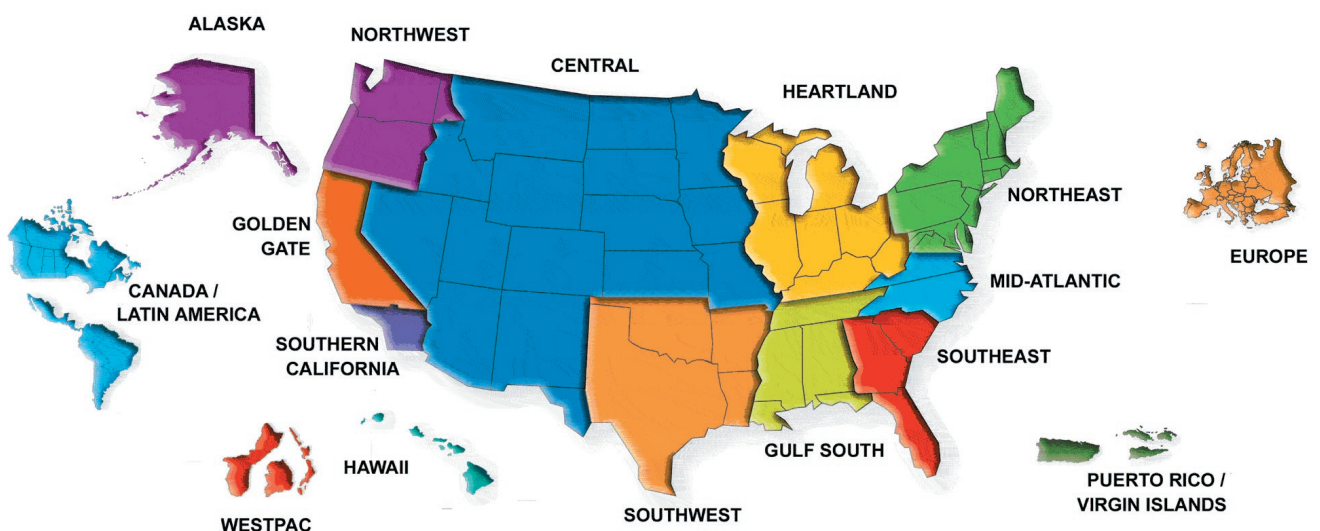 ALASKA
NORTHWEST
CENTRAL
HEARTLAND
NORTHEAST
EUROPE
GOLDEN
GATE
CANADA /
LATIN AMERICA
MID-ATLANTIC
SOUTHERN
CALIFORNIA
SOUTHEAST
GULF SOUTH
HAWAII
PUERTO RICO /
VIRGIN ISLANDS
SOUTHWEST
WESTPAC